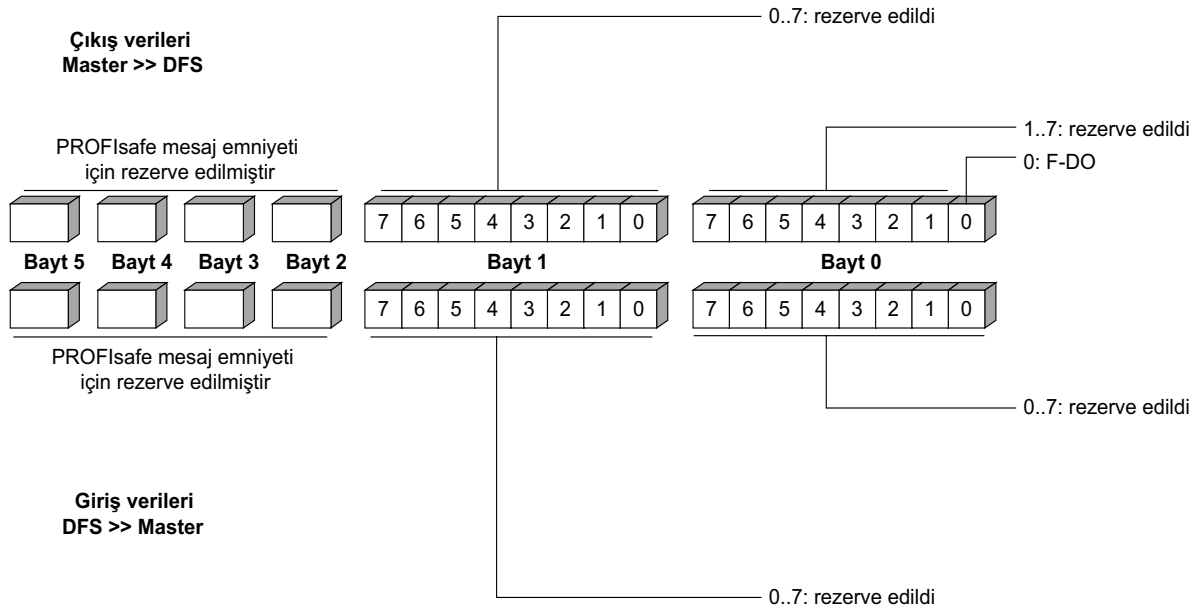 0..7: rezerve edildi
Çıkış verileri
Master >> DFS
1..7: rezerve edildi
PROFIsafe mesaj emniyeti
için rezerve edilmiştir
0: F-DO
7 6 5 4 3 2 1 0 7 6 5 4 3 2 1 0
Bayt 5 Bayt 4 Bayt 3 Bayt 2 Bayt 1 Bayt 0
7 6 5 4 3 2 1 0 7 6 5 4 3 2 1 0
PROFIsafe mesaj emniyeti
için rezerve edilmiştir
0..7: rezerve edildi
Giriş verileri
DFS >> Master
0..7: rezerve edildi